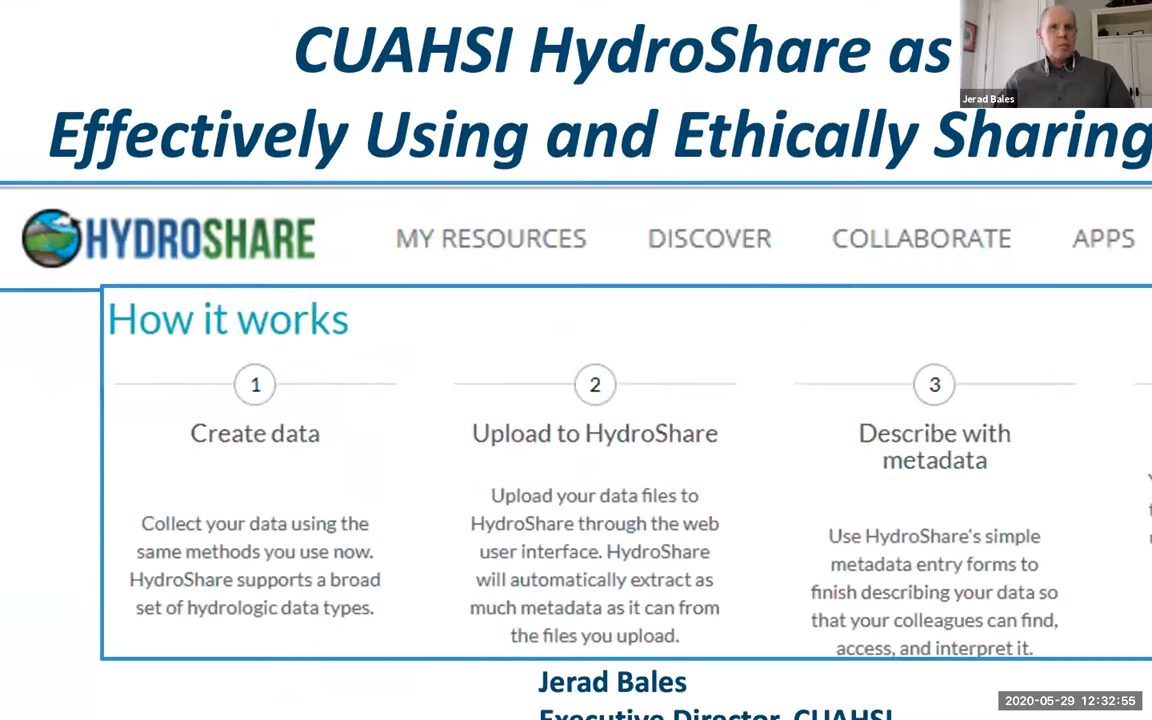 CUAHSI HydroShare as
Effectively Using and Ethically Sharing
Jerad Bales
HYDROSHARE
MY RESOURCES
DISCOVER
COLLABORATE
APPS
How it works
1
Create data
Collect your data using the
same methods you use now.
HydroShare supports a broad
set of hydrologic data types.
2
Upload to HydroShare
Upload your data files to
HydroShare through the web
user interface. HydroShare
will automatically extract as
much metadata as it can from
the files you upload.
3
Describe with
metadata
Use HydroShare's simple
metadata entry forms to
finish describing your data so
that your colleagues can find,
access, and interpret it.
Jerad Bales
Executive Director, CUAHSI
2020-05-29 12:32:55